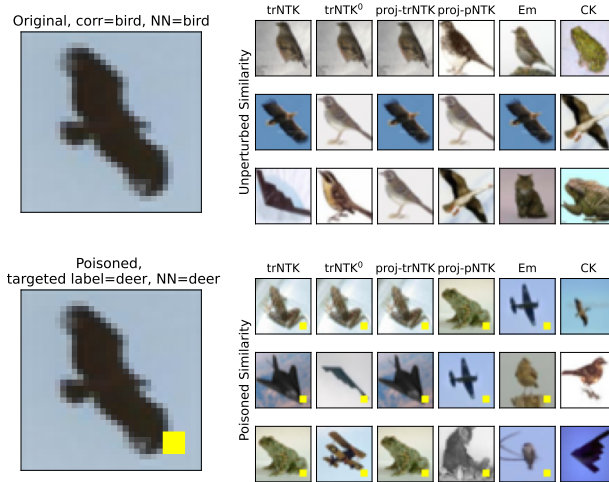 Original, corr=bird, NN=bird
trNTK trNTK⁰ proj-trNTK proj-pNTK Em CK
Unperturbed Similarity
Poisoned,
targeted label=deer, NN=deer
trNTK trNTK⁰ proj-trNTK proj-pNTK Em CK
Poisoned Similarity